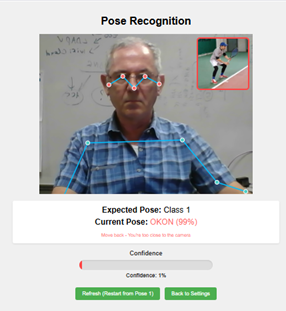 Pose Recognition
Expected Pose: Class 1
Current Pose: OKON (99%)
Move back - You're too close to the camera.
Confidence
Confidence: 1%
Refresh (Restart from Pose 1)
Back to Settings